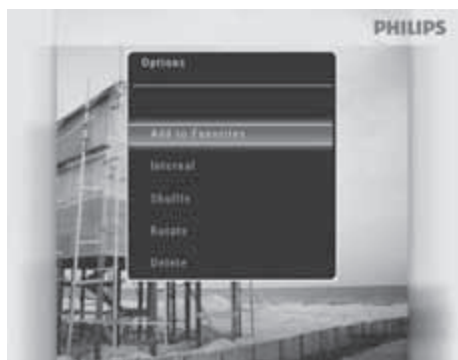 PHILIPS
Options
Add to Favorites
Interval
Shuffle
Rotate
Delete